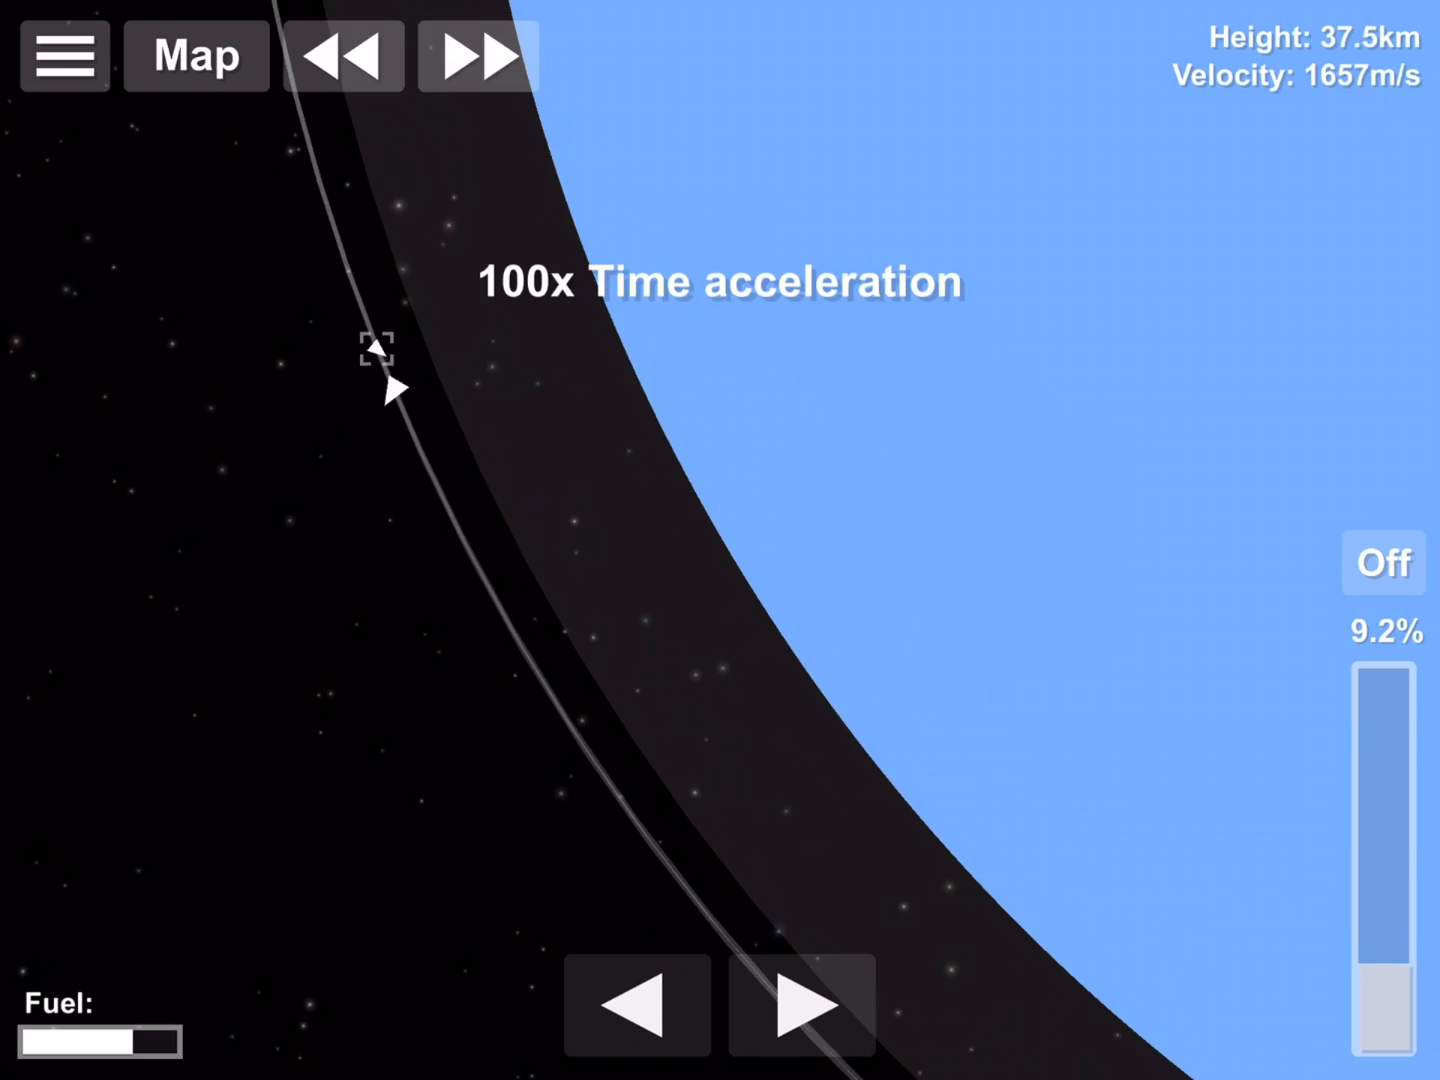 Map
Height: 37.5km
Velocity: 1657m/s
100x Time acceleration
Off
9.2%
Fuel: